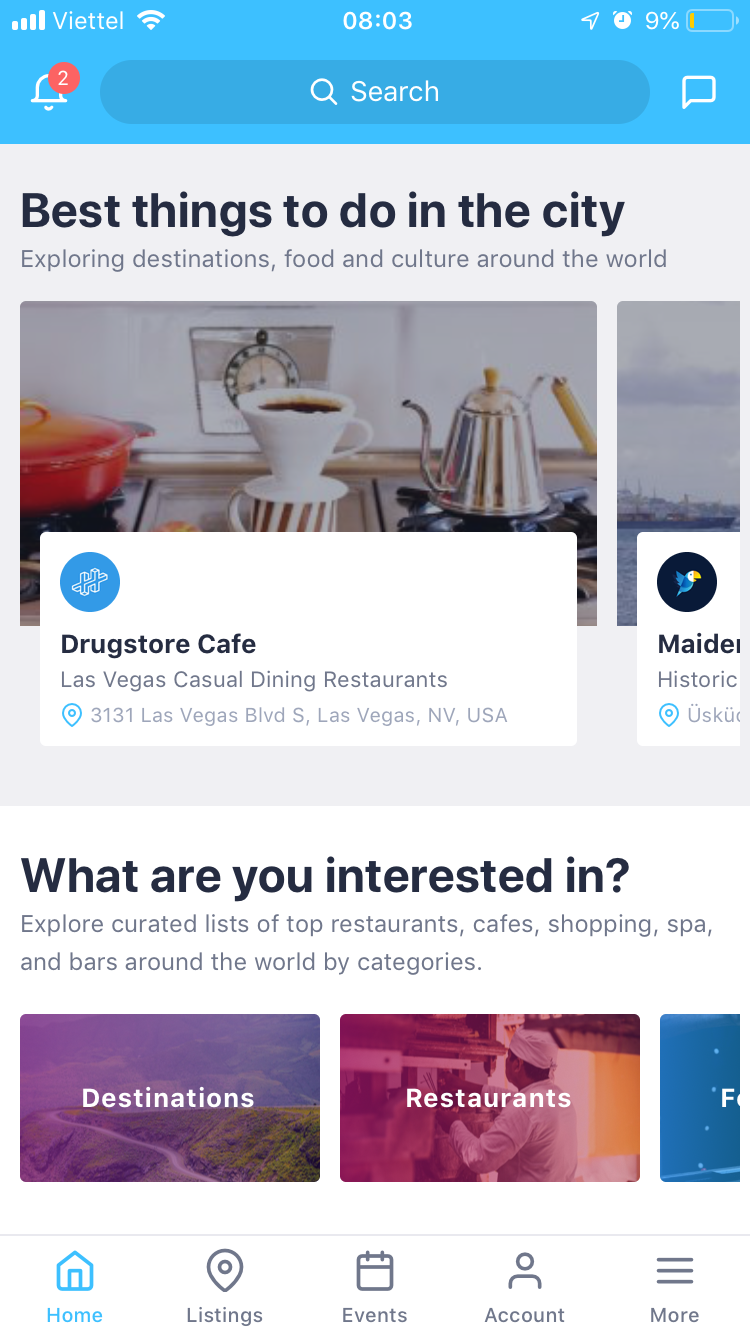 Viettel
08:03
9%
2
Search
Best things to do in the city
Exploring destinations, food and culture around the world
Drugstore Cafe
Las Vegas Casual Dining Restaurants
3131 Las Vegas Blvd S, Las Vegas, NV, USA
Historic
What are you interested in?
Explore curated lists of top restaurants, cafes, shopping, spa,
and bars around the world by categories.
Destinations
Restaurants
Home
Listings
Events
Account
More